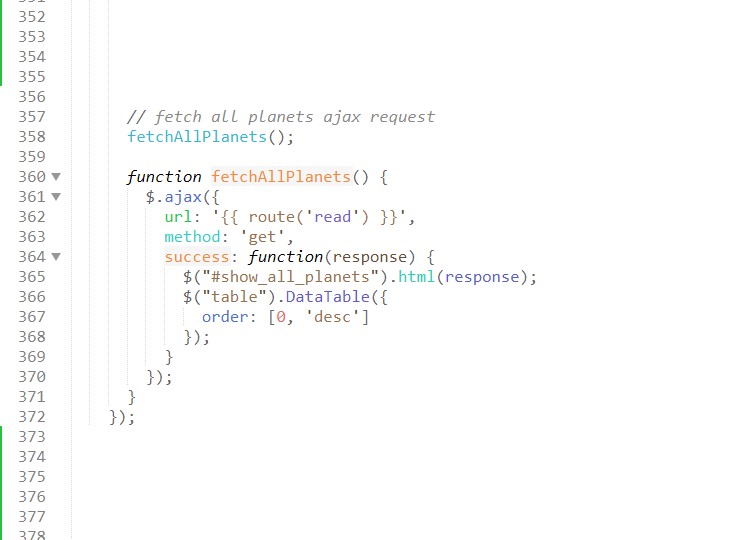 351
352
353
354
355
356
357 // fetch all planets ajax request
358 fetchAllPlanets();
359
360 function fetchAllPlanets() {
361 $.ajax({
362 url: '{{ route('read') }}',
363 method: 'get',
364 success: function(response) {
365 $("#show_all_planets").html(response);
366 $("table").DataTable({
367 order: [0, 'desc']
368 });
369 }
370 });
371 }
372 });
373
374
375
376
377
378